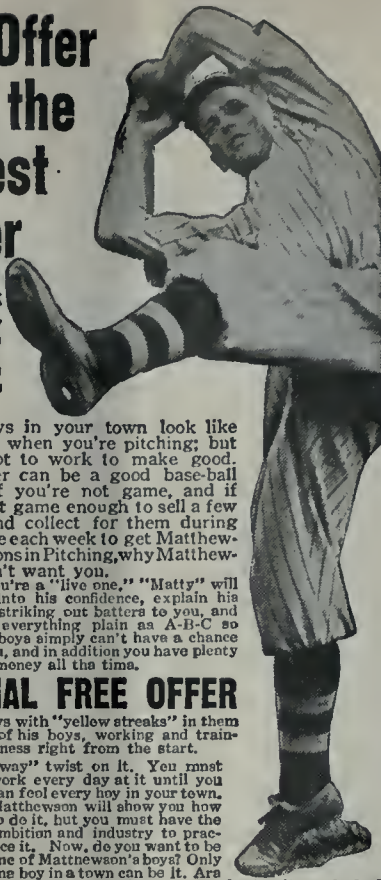 Offer
the
est
er
ys in your town look like
when you're pitching; but
ot to work to make good.
er can be a good base-ball
f you're not game, and if
t game enough to sell a few
nd collect for them during
e each week to get Matthew-
ons in Pitching, why Matthew-
n't want you.
u're a "live one," "Matty" will
into his confidence, explain his
striking out batters to you, and
everything plain as A-B-C so
boys simply can't have a chance
u, and in addition you have plenty
money all the time.
AL FREE OFFER
ys with "yellow streaks" in them
of his boys, working and train-
ness right from the start.
way" twist on it. You must
ork every day at it until you
an fool every boy in your town.
Matthewson will show you how
o do it, but you must have the
mbition and industry to prac-
ce it. Now, do you want to be
ne of Mattnewson's boys? Only
ne boy in a town can be it. Are